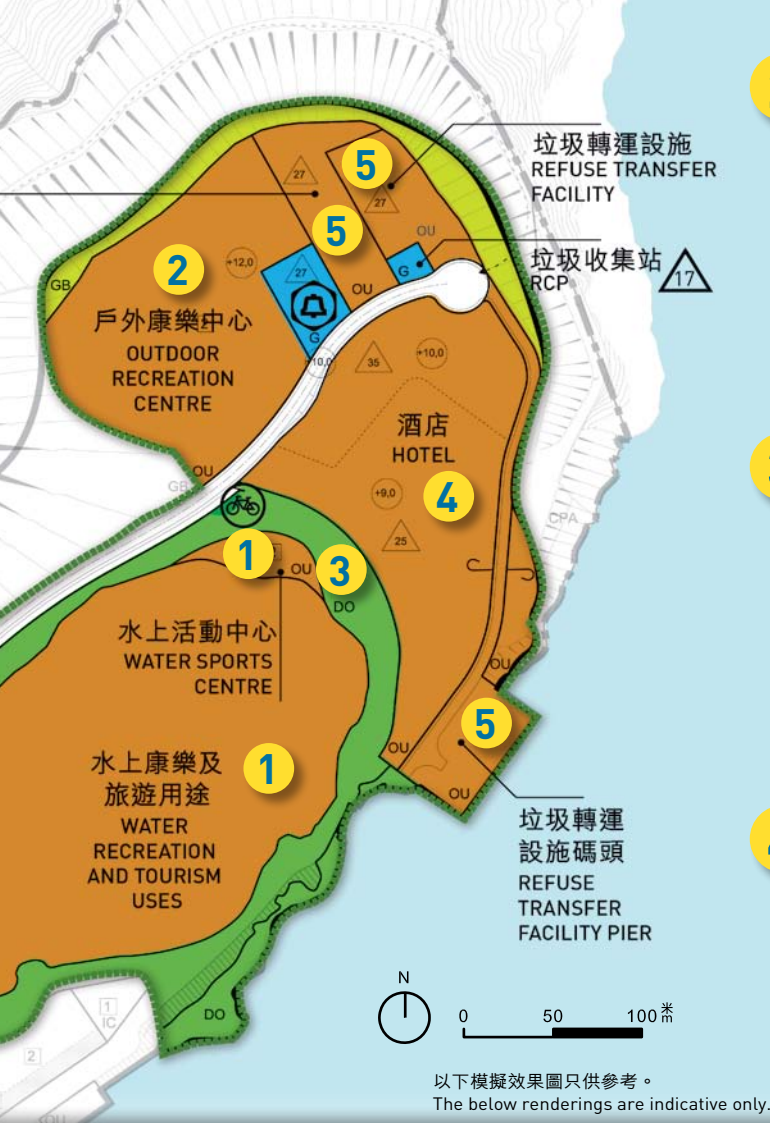 垃圾轉運設施
REFUSE TRANSFER
FACILITY
5
27
27
5
OU
垃圾收集站
RCP
17
2
+12,0
27
G
GB
OU
戶外康樂中心
G
OUTDOOR
RECREATION
CENTRE
+10,0
35
+10,0
酒店
HOTEL
OU
GB
+9,0
4
25
CPA
1
OU
3
DO
水上活動中心
WATER SPORTS
CENTRE
OU
5
OU
水上康樂及
旅遊用途
1
WATER
RECREATION
AND TOURISM
USES
OU
垃圾轉運
設施碼頭
REFUSE
TRANSFER
FACILITY PIER
N
0 50 100 米
m
1
IC
DO
2
OU
以下模擬效果圖只供參考。
The below renderings are indicative only.